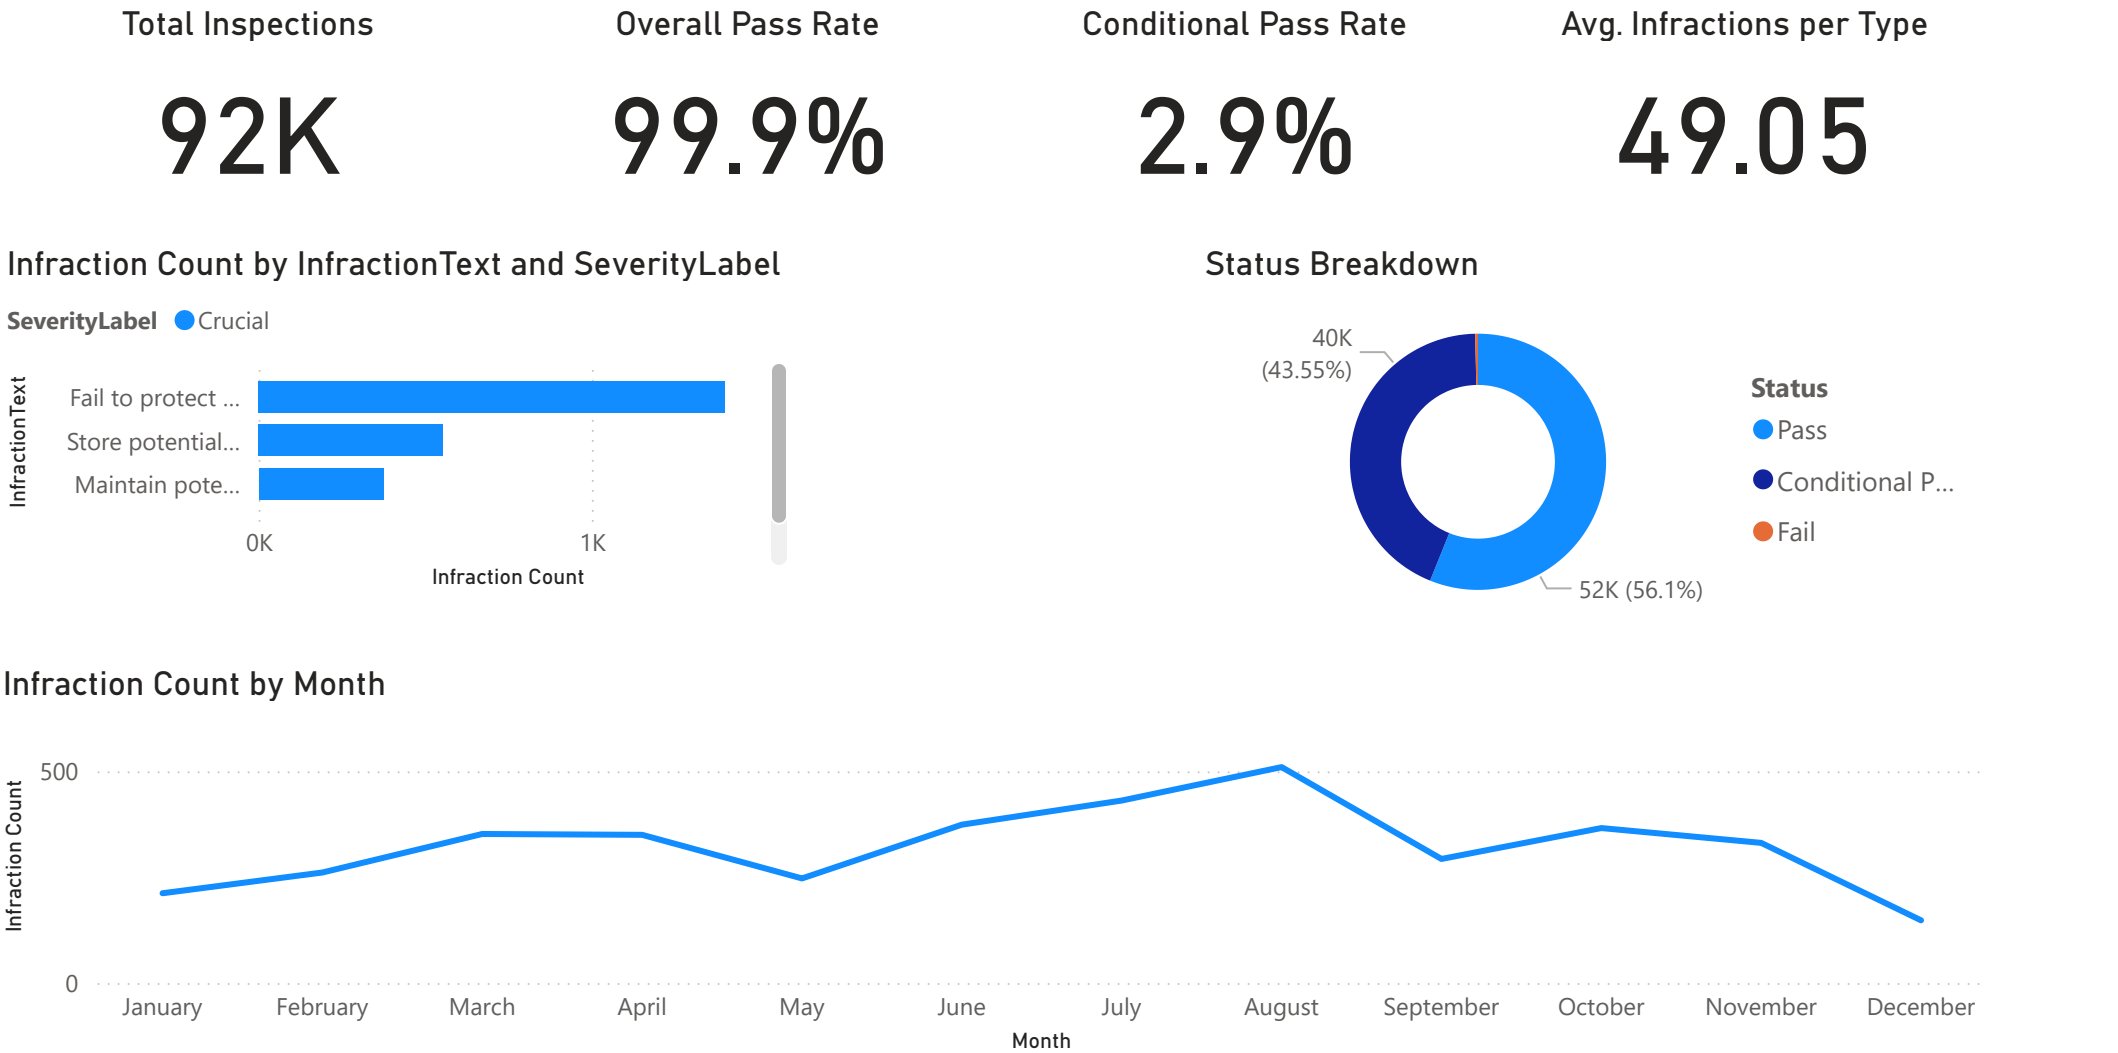 Total Inspections
92K
Overall Pass Rate
99.9%
Conditional Pass Rate
2.9%
Avg. Infractions per Type
49.05
Infraction Count by InfractionText and SeverityLabel
SeverityLabel Crucial
InfractionText
Fail to protect ...
Store potential...
Maintain pote...
0K 1K
Infraction Count
Status Breakdown
40K
(43.55%)
52K (56.1%)
Status
Pass
Conditional P...
Fail
Infraction Count by Month
Infraction Count
500
0
January February March April May June July August September October November December
Month